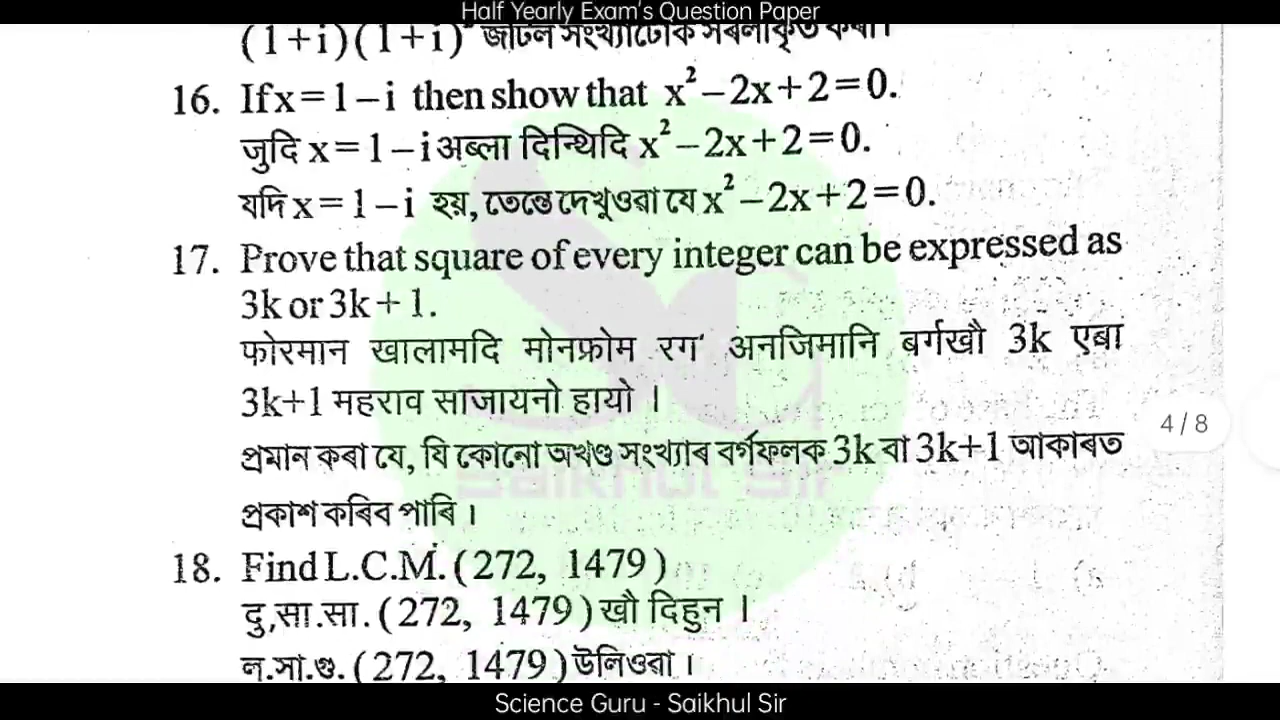 Half Yearly Exam's Question Paper
(1+i)(1+i)
16. If x=1−i then show that x²−2x+2=0.
जुदि x=1−i अब्ला दिन्थिदि x²−2x+2=0.
যদি x=1−i হয়, তেন্তে দেখুওৱা যে x²−2x+2=0.
17. Prove that square of every integer can be expressed as
3k or 3k+1.
फोरमान खालामदि मोनफ्रोम रग' अनजिमानि बर्गखौ 3k एबा
3k+1 महराव साजायनो हायो ।
4/8
প্ৰমান কৰা যে, যি কোনো অখণ্ড সংখ্যাৰ বৰ্গফলক 3k বা 3k+1 আকাৰত
প্ৰকাশ কৰিব পাৰি ।
Saikhul Sir
18. Find L.C.M. (272, 1479)
दु,सा.सा. (272, 1479) खौ दिहुन ।
ল.সা.গু. (272, 1479) উলিওৱা ।
Science Guru - Saikhul Sir